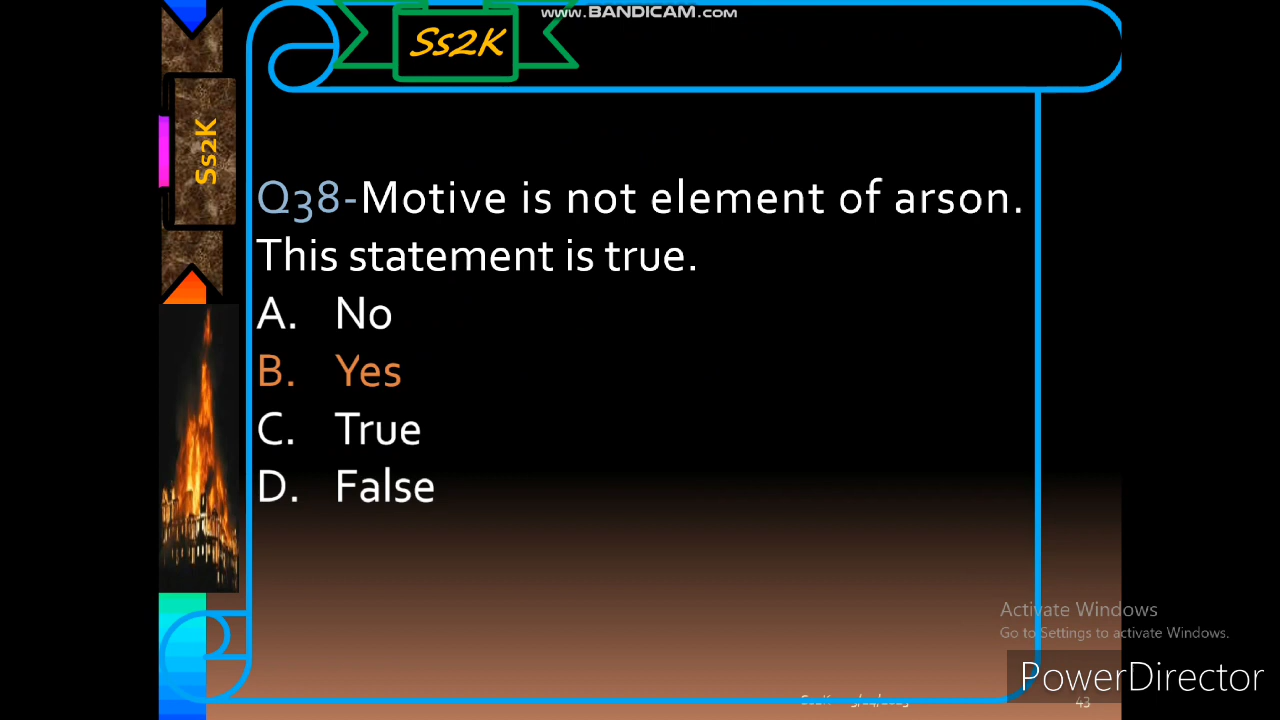 www.BANDICAM.com
Ss2K
Ss2K
Q38-Motive is not element of arson.
This statement is true.
A. No
B. Yes
C. True
D. False
Activate Windows
Go to Settings to activate Windows.
PowerDirector
Ss2K
43